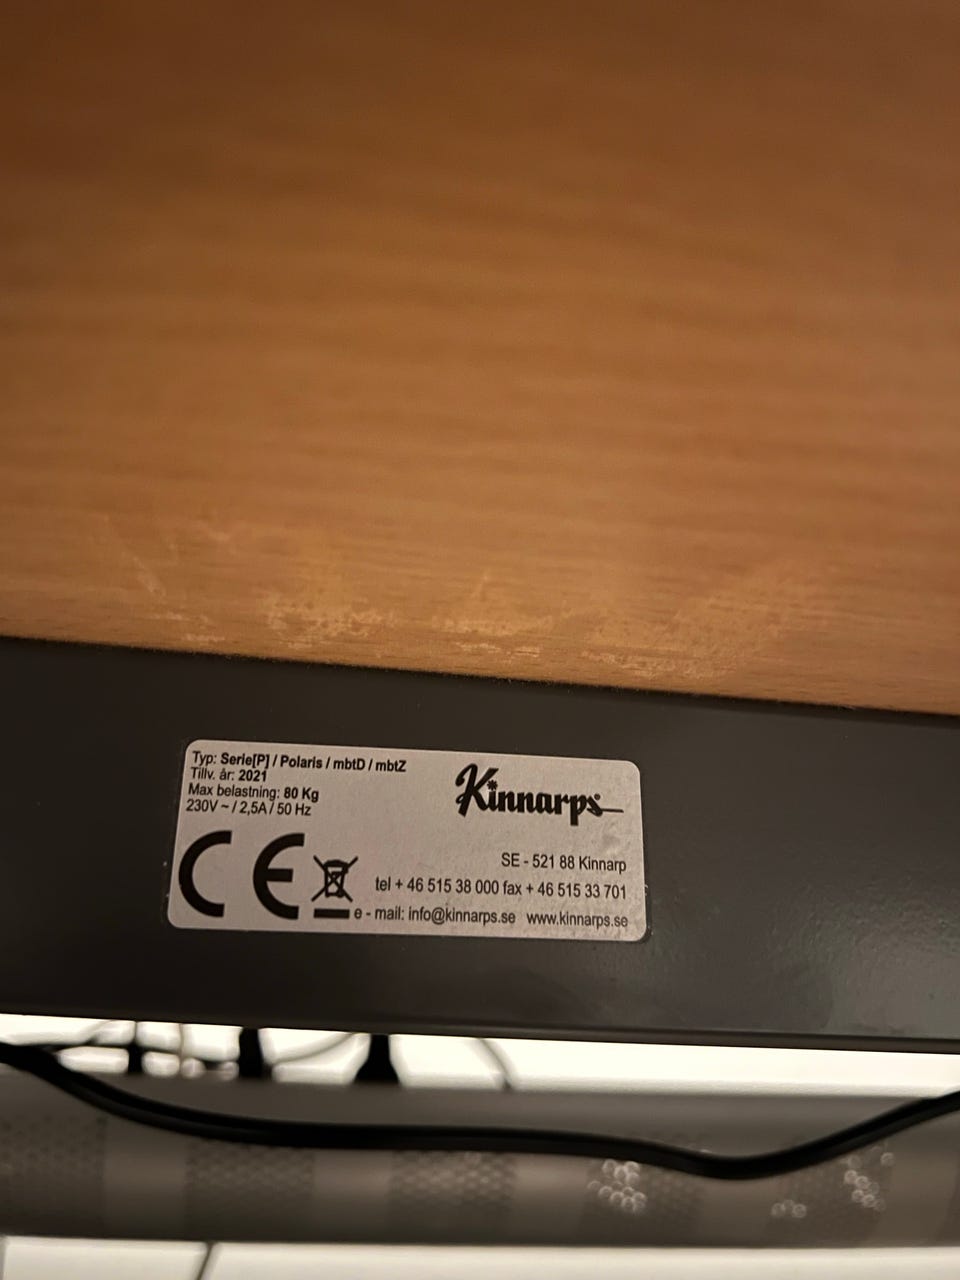 Typ: Serie[P] / Polaris / mbtD / mbtZ
Tillv. år: 2021
Max belastning: 80 Kg
230V ~ / 2,5A / 50 Hz
Kinnarps
CE
SE - 521 88 Kinnarp
tel + 46 515 38 000 fax + 46 515 33 701
e - mail: info@kinnarps.se www.kinnarps.se